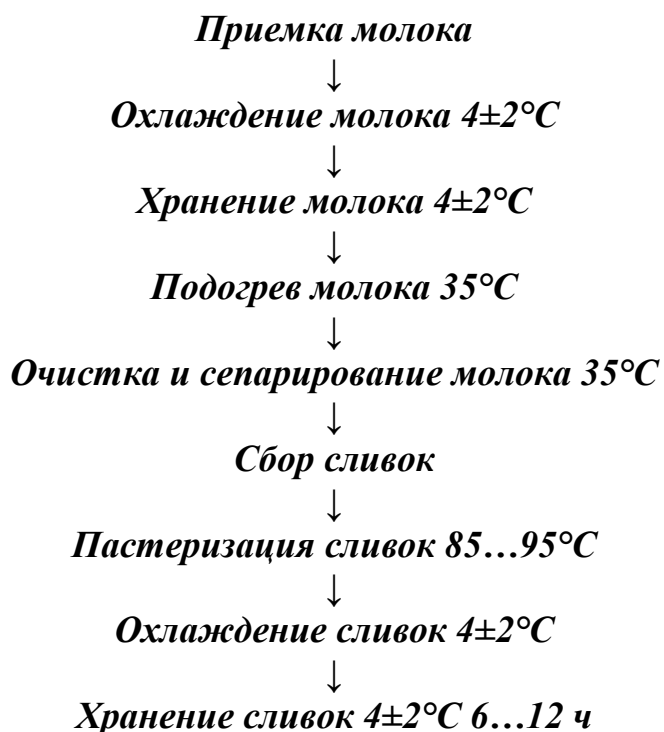 Приемка молока
↓
Охлаждение молока 4±2°С
↓
Хранение молока 4±2°С
↓
Подогрев молока 35°С
↓
Очистка и сепарирование молока 35°С
↓
Сбор сливок
↓
Пастеризация сливок 85…95°С
↓
Охлаждение сливок 4±2°С
↓
Хранение сливок 4±2°С 6…12 ч